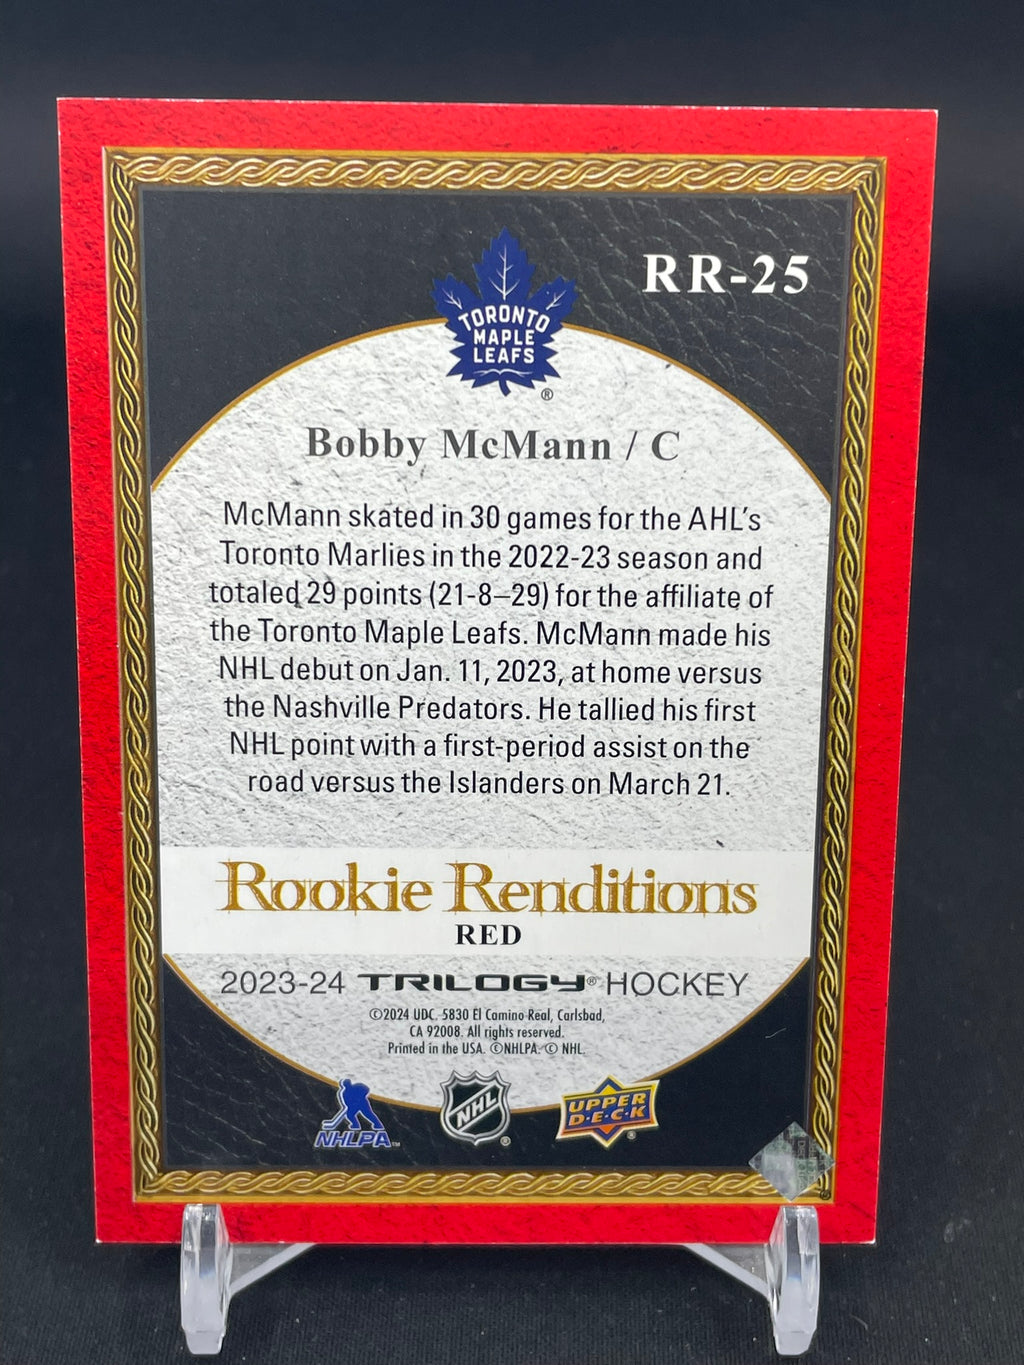 RR-25
TORONTO
MAPLE
LEAFS
®
Bobby McMann / C
McMann skated in 30 games for the AHL's
Toronto Marlies in the 2022-23 season and
totaled 29 points (21-8–29) for the affiliate of
the Toronto Maple Leafs. McMann made his
NHL debut on Jan. 11, 2023, at home versus
the Nashville Predators. He tallied his first
NHL point with a first-period assist on the
road versus the Islanders on March 21.
Rookie Renditions
RED
2023-24 TRILOGY® HOCKEY
©2024 UDC. 5830 El Camino Real, Carlsbad,
CA 92008. All rights reserved.
Printed in the USA. ©NHLPA. © NHL.
NHLPA™ NHL® UPPER
D·E·C·K®